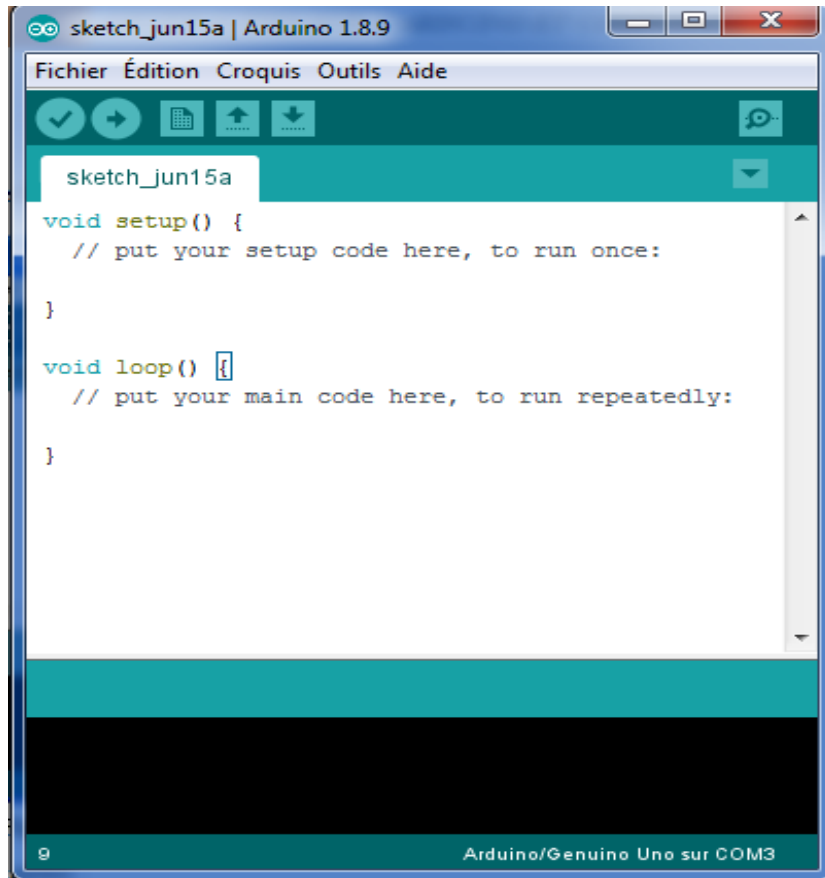 sketch_jun15a | Arduino 1.8.9
Fichier Édition Croquis Outils Aide
sketch_jun15a
void setup() {
  // put your setup code here, to run once:
}
void loop() {
  // put your main code here, to run repeatedly:
}
9 Arduino/Genuino Uno sur COM3